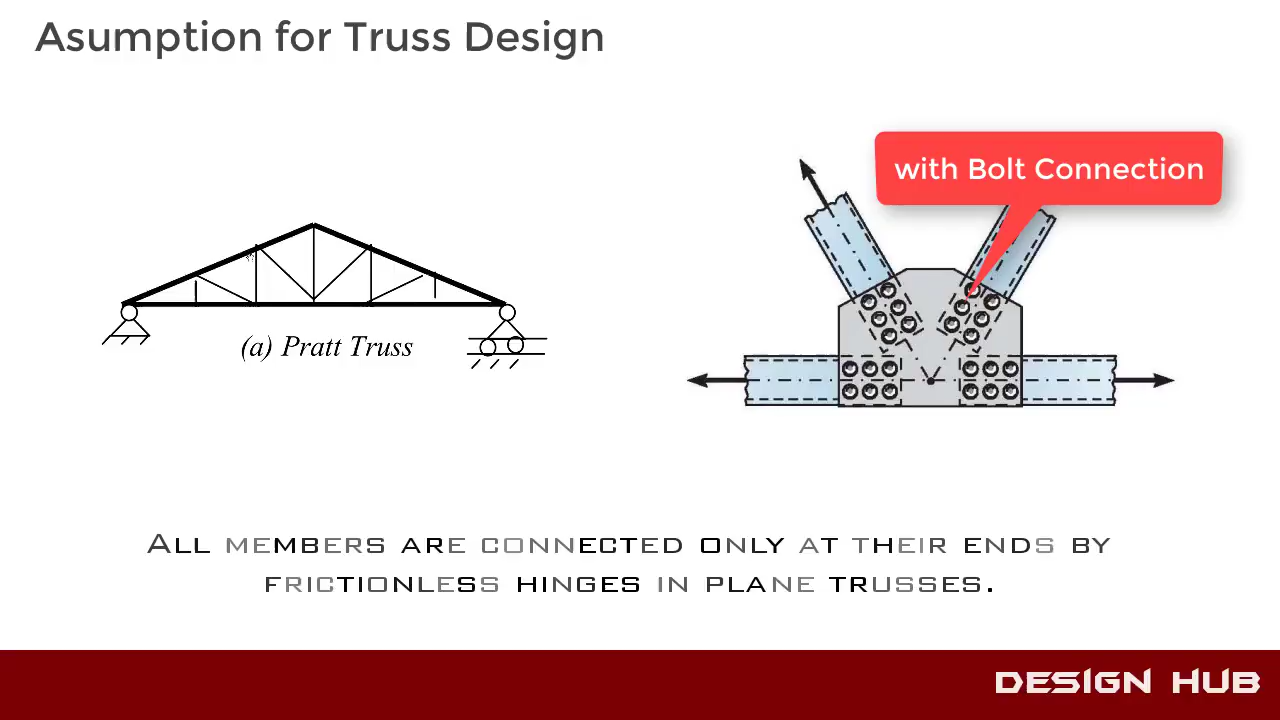 Asumption for Truss Design
with Bolt Connection
(a) Pratt Truss
ALL MEMBERS ARE CONNECTED ONLY AT THEIR ENDS BY
FRICTIONLESS HINGES IN PLANE TRUSSES.
DESIGN HUB